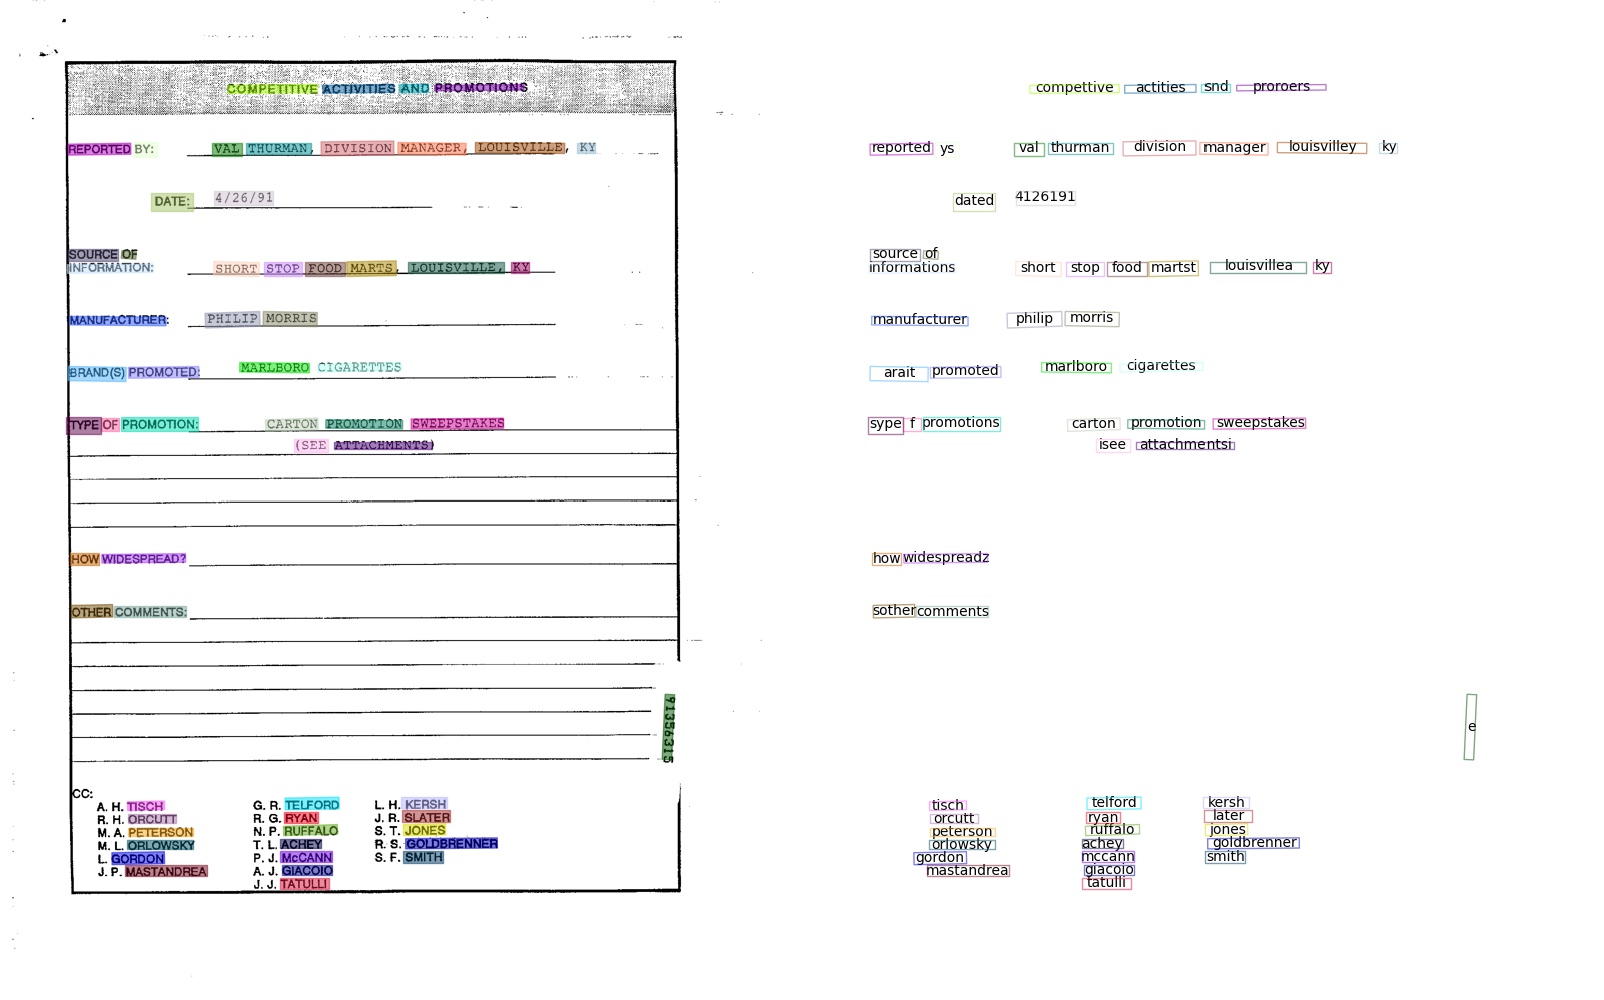 COMPETITIVE ACTIVITIES AND PROMOTIONS
compettive actities snd proroers
REPORTED BY: VAL THURMAN, DIVISION MANAGER, LOUISVILLE, KY
reported ys val thurman division manager louisvilley ky
DATE: 4/26/91
dated 4126191
SOURCE OF
INFORMATION: SHORT STOP FOOD MARTS, LOUISVILLE, KY
source of
informations short stop food martst louisvillea ky
MANUFACTURER: PHILIP MORRIS
manufacturer philip morris
BRAND(S) PROMOTED: MARLBORO CIGARETTES
arait promoted marlboro cigarettes
TYPE OF PROMOTION: CARTON PROMOTION SWEEPSTAKES
(SEE ATTACHMENTS)
sype f promotions carton promotion sweepstakes
isee attachmentsi
HOW WIDESPREAD?
how widespreadz
OTHER COMMENTS:
sother comments
91356315
e
CC:
A. H. TISCH G. R. TELFORD L. H. KERSH
R. H. ORCUTT R. G. RYAN J. R. SLATER
M. A. PETERSON N. P. RUFFALO S. T. JONES
M. L. ORLOWSKY T. L. ACHEY R. S. GOLDBRENNER
L. GORDON P. J. McCANN S. F. SMITH
J. P. MASTANDREA A. J. GIACOIO
J. J. TATULLI
tisch telford kersh
orcutt ryan later
peterson ruffalo jones
orlowsky achey goldbrenner
gordon mccann smith
mastandrea giacoio
tatulli